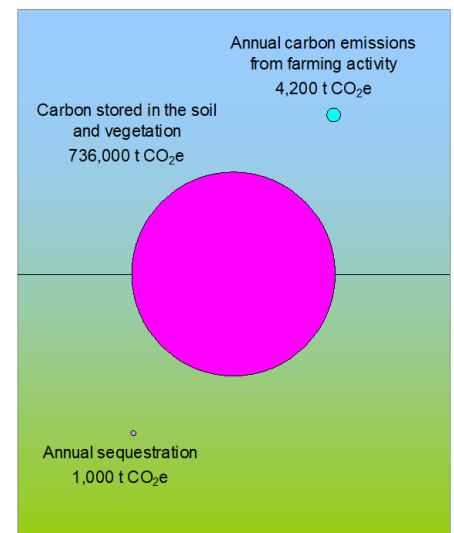 Annual carbon emissions
from farming activity
4,200 t CO₂e
Carbon stored in the soil
and vegetation
736,000 t CO₂e
Annual sequestration
1,000 t CO₂e